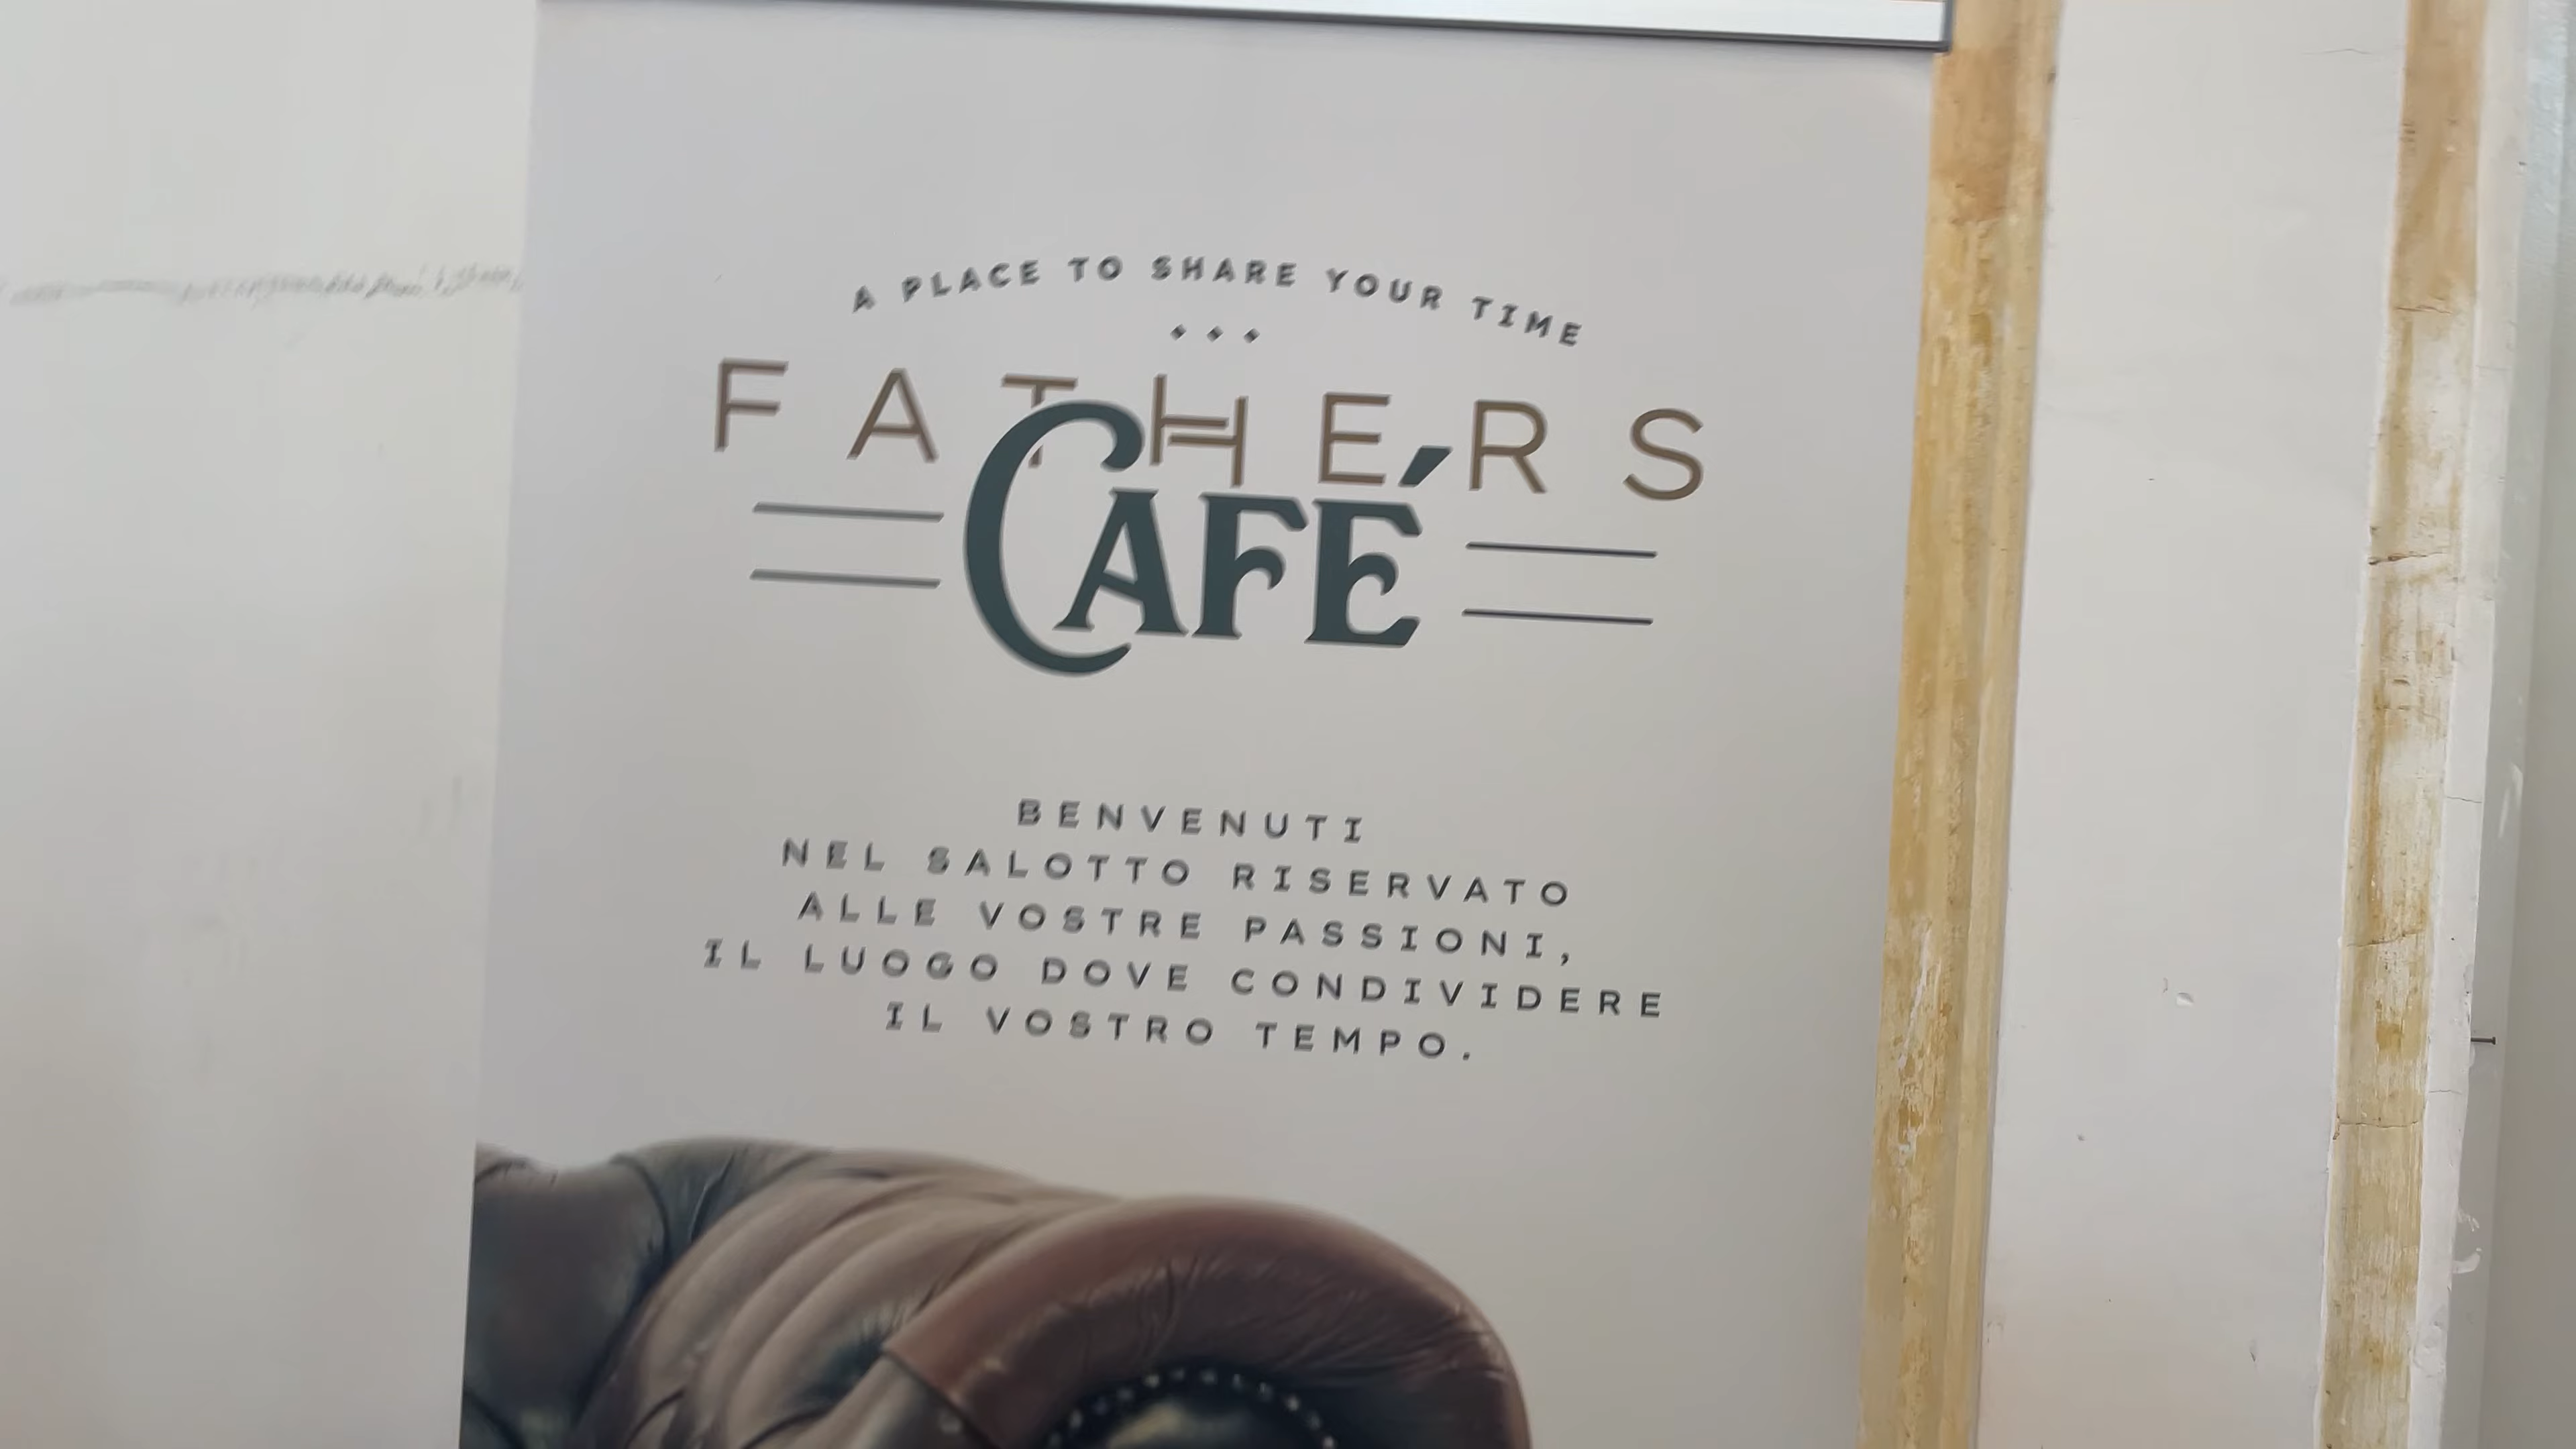 A PLACE TO SHARE YOUR TIME
FATHERS
CAFÉ
BENVENUTI
NEL SALOTTO RISERVATO
ALLE VOSTRE PASSIONI,
IL LUOGO DOVE CONDIVIDERE
IL VOSTRO TEMPO.